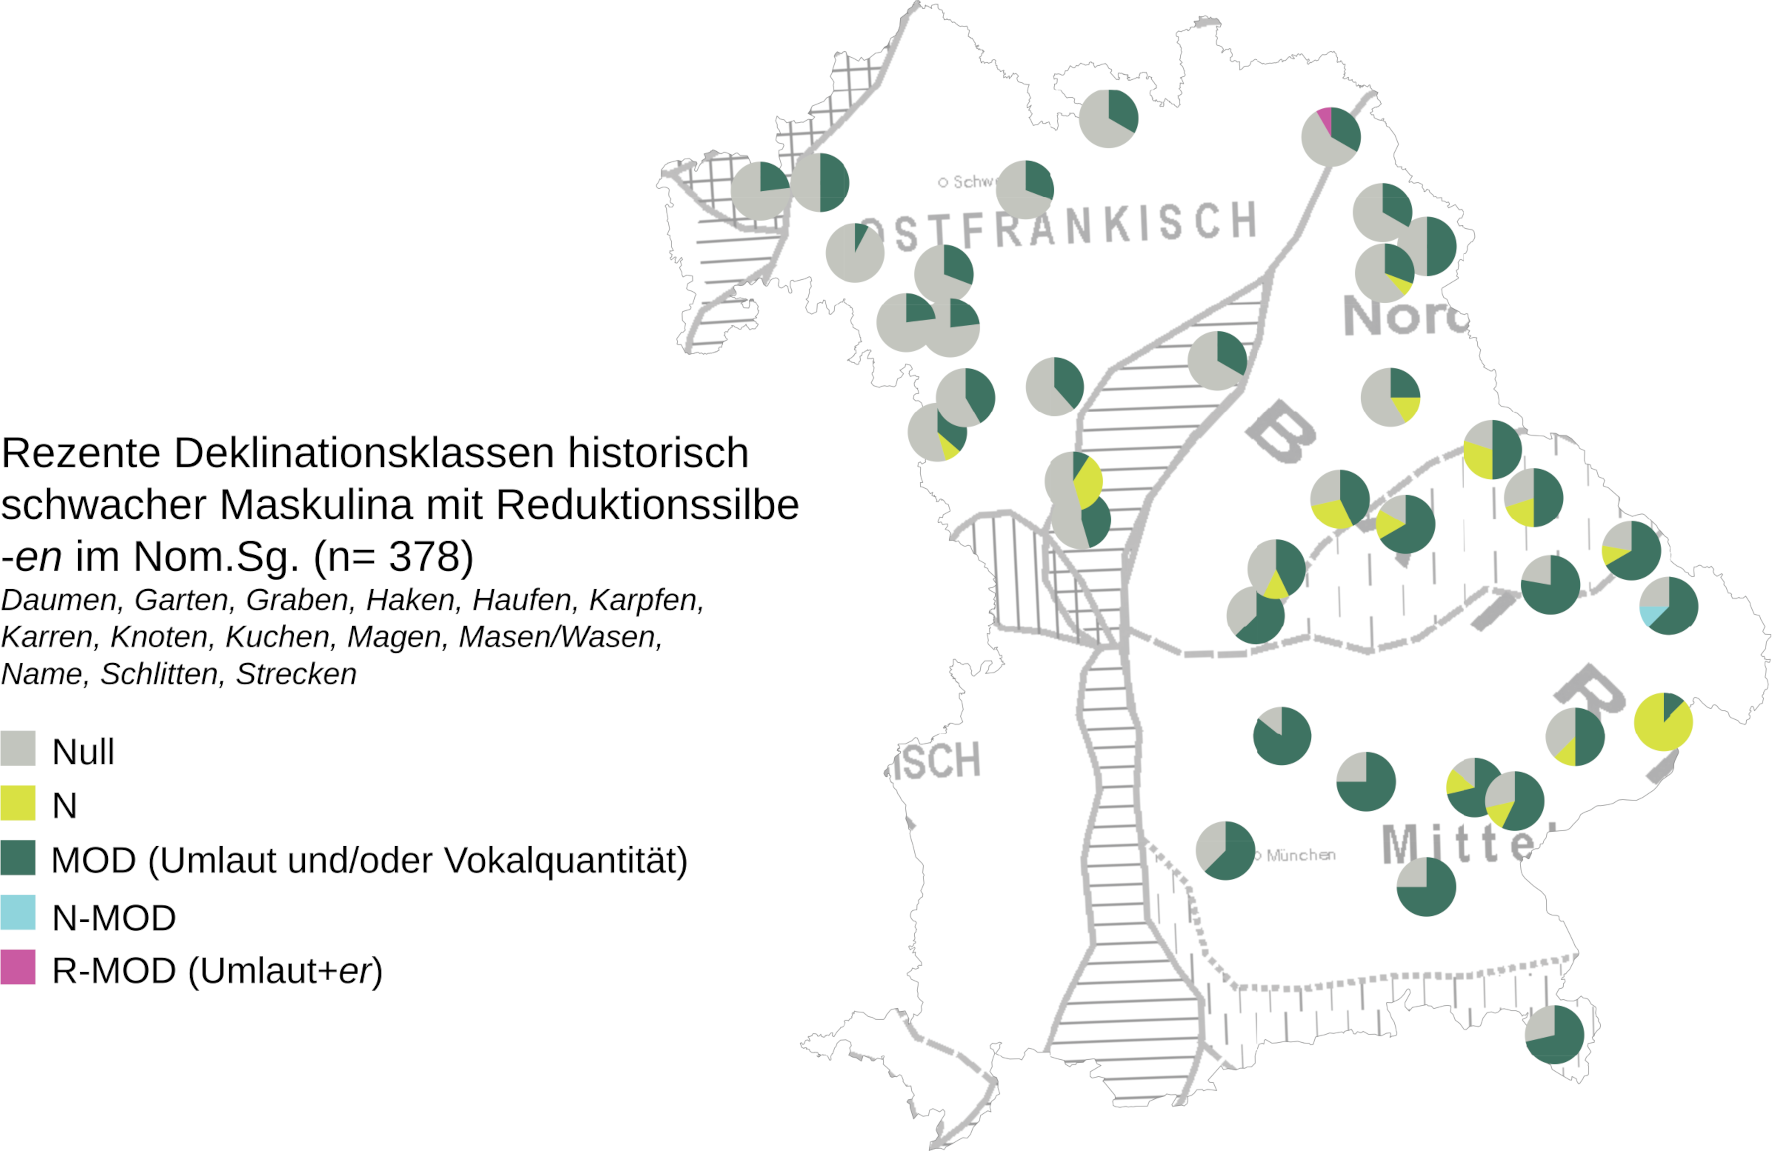 Rezente Deklinationsklassen historisch
schwacher Maskulina mit Reduktionssilbe
-en im Nom.Sg. (n= 378)
Daumen, Garten, Graben, Haken, Haufen, Karpfen,
Karren, Knoten, Kuchen, Magen, Masen/Wasen,
Name, Schlitten, Strecken
Null
N
MOD (Umlaut und/oder Vokalquantität)
N-MOD
R-MOD (Umlaut+er)
Schw
OSTFRÄNKISCH
Nord
B
R
ISCH
München
Mittel